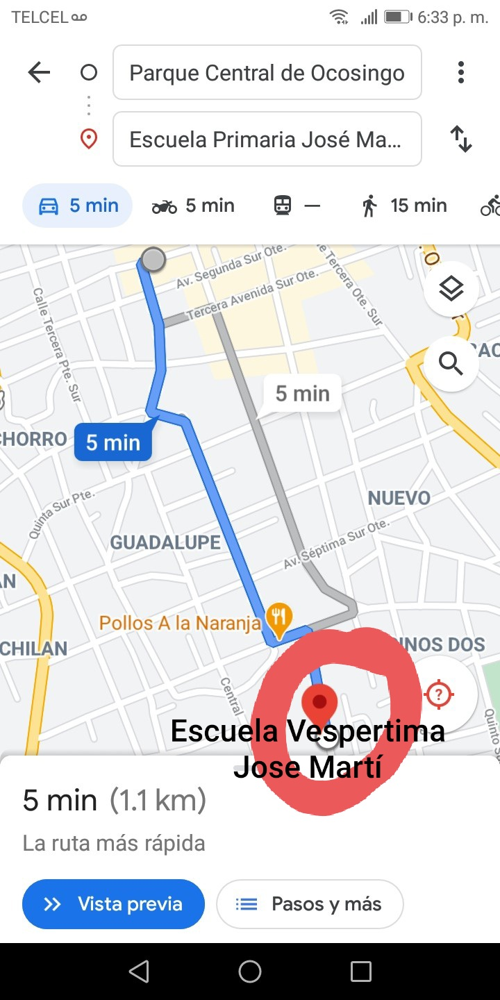 TELCEL 6:33 p. m.
Parque Central de Ocosingo
Escuela Primaria José Ma...
5 min 5 min — 15 min
Av. Segunda Sur Ote.
Tercera Avenida Sur Ote.
Calle Tercera Pte. Sur
e Tercera Ote. Sur
5 min
CHORRO
5 min
NUEVO
Quinta Sur Pte.
GUADALUPE
Av. Séptima Sur Ote.
Pollos A la Naranja
CHILAN
INOS DOS
Central
Quinto S
Escuela Vespertima
Jose Martí
5 min (1.1 km)
La ruta más rápida
Vista previa
Pasos y más